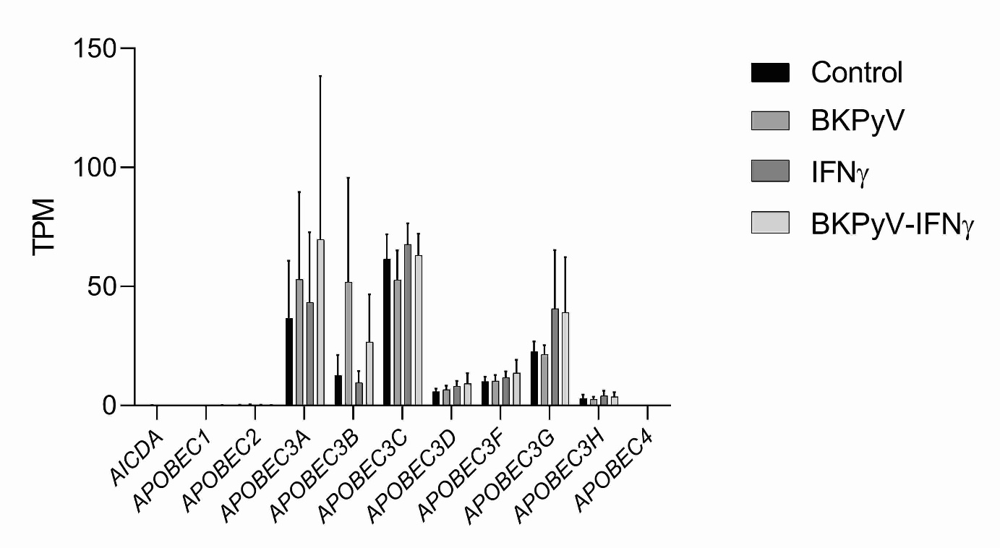 150
100
50
0
TPM
AICDA
APOBEC1
APOBEC2
APOBEC3A
APOBEC3B
APOBEC3C
APOBEC3D
APOBEC3F
APOBEC3G
APOBEC3H
APOBEC4
Control
BKPyV
IFNγ
BKPyV-IFNγ